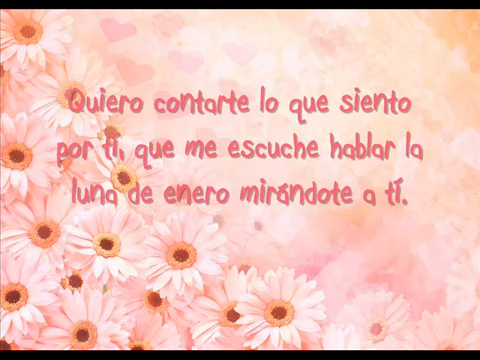 Quiero contarte lo que siento
por ti, que me escuche hablar la
luna de enero mirándote a tí.